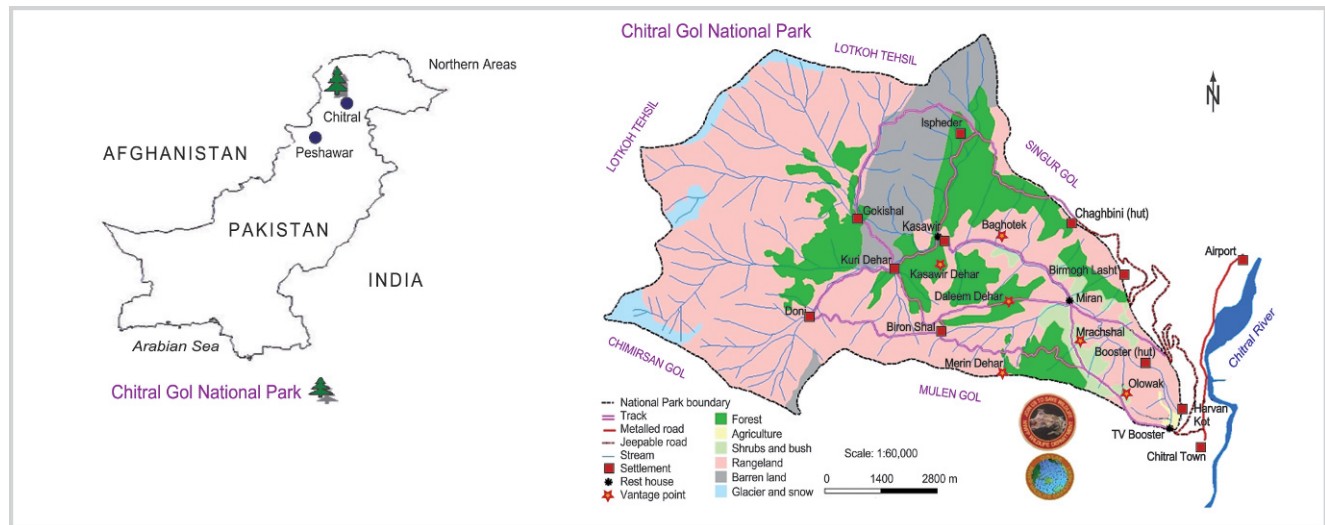 Northern Areas
Chitral
Peshawar
AFGHANISTAN
PAKISTAN
INDIA
Arabian Sea
Chitral Gol National Park
Chitral Gol National Park
LOTKOH TEHSIL
N
LOTKOH TEHSIL
Ispheder
SINGUR GOL
Gokishal
Chaghbini (hut)
Kasawir
Baghotek
Airport
Kuri Dehar
Kasawir Dehar
Birmogh Lasht
Daleem Dehar
Miran
Doni
Biron Shal
Mrachshal
Chitral River
Booster (hut)
CHIMIRSAN GOL
Merin Dehar
MULEN GOL
Olowak
Harvan
Kot
TV Booster
Chitral Town
National Park boundary
Track
Metalled road
Jeepable road
Stream
Settlement
Rest house
Vantage point
Forest
Agriculture
Shrubs and bush
Rangeland
Barren land
Glacier and snow
Scale: 1:60,000
0 1400 2800 m